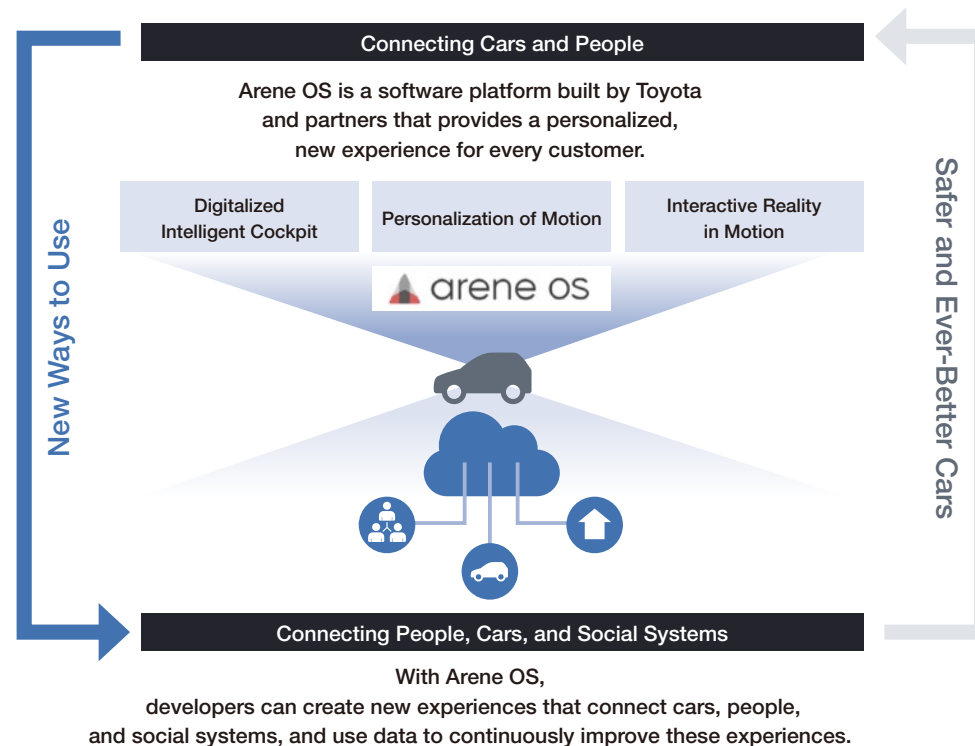 Connecting Cars and People
Arene OS is a software platform built by Toyota
and partners that provides a personalized,
new experience for every customer.
Digitalized
Intelligent Cockpit
Personalization of Motion
Interactive Reality
in Motion
arene os
New Ways to Use
Safer and Ever-Better Cars
Connecting People, Cars, and Social Systems
With Arene OS,
developers can create new experiences that connect cars, people,
and social systems, and use data to continuously improve these experiences.